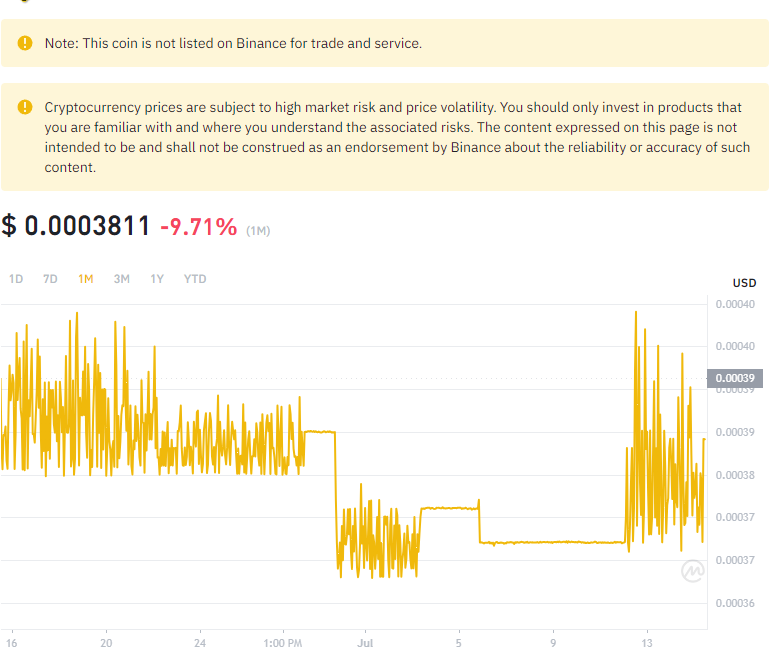 Note: This coin is not listed on Binance for trade and service.
Cryptocurrency prices are subject to high market risk and price volatility. You should only invest in products that
you are familiar with and where you understand the associated risks. The content expressed on this page is not
intended to be and shall not be construed as an endorsement by Binance about the reliability or accuracy of such
content.
$ 0.0003811 -9.71% (1M)
1D 7D 1M 3M 1Y YTD
USD
0.00040
0.00040
0.00039
0.00039
0.00039
0.00038
0.00037
0.00037
0.00036
16 20 24 1:00 PM Jul 5 9 13